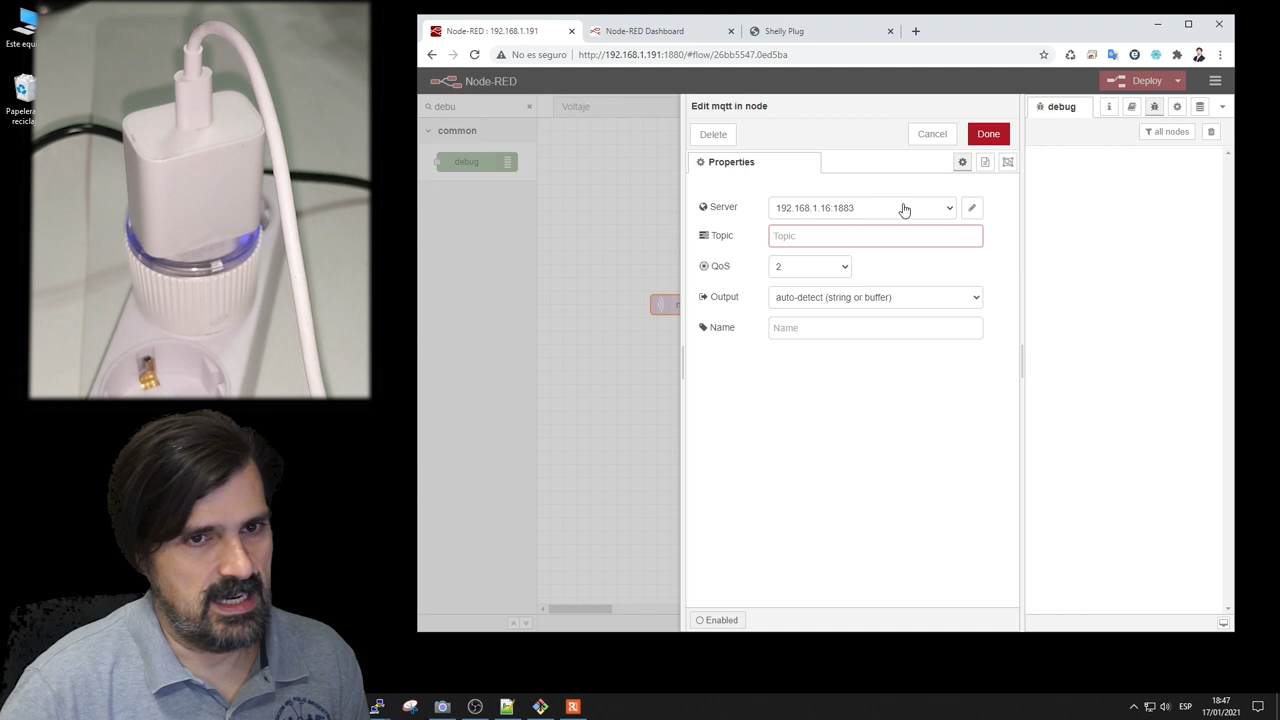 Este equ
Papelera
recicla
Node-RED : 192.168.1.191
Node-RED Dashboard
Shelly Plug
No es seguro
http://192.168.1.191:1880/#flow/26bb5547.0ed5ba
Node-RED
Deploy
debu
Voltaje
Edit mqtt in node
debug
common
Delete
Cancel
Done
all nodes
debug
Properties
Server
192.168.1.16:1883
Topic
Topic
QoS
2
Output
auto-detect (string or buffer)
Name
Name
Enabled
ESP
18:47
17/01/2021